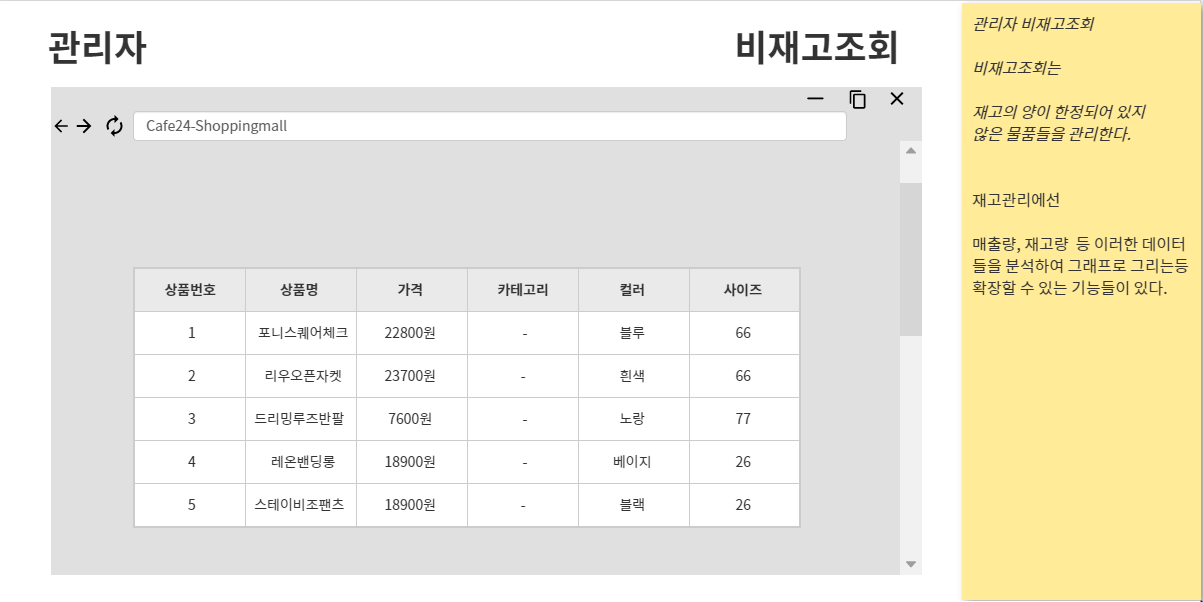 관리자 비재고조회
Cafe24-Shoppingmall
상품번호 상품명 가격 카테고리 컬러 사이즈
1 포니스퀘어체크 22800원 - 블루 66
2 리우오픈자켓 23700원 - 흰색 66
3 드리밍루즈반팔 7600원 - 노랑 77
4 레온밴딩롱 18900원 - 베이지 26
5 스테이비조팬츠 18900원 - 블랙 26
관리자 비재고조회
비재고조회는
재고의 양이 한정되어 있지
않은 물품들을 관리한다.
재고관리에선
매출량, 재고량 등 이러한 데이터
들을 분석하여 그래프로 그리는등
확장할 수 있는 기능들이 있다.